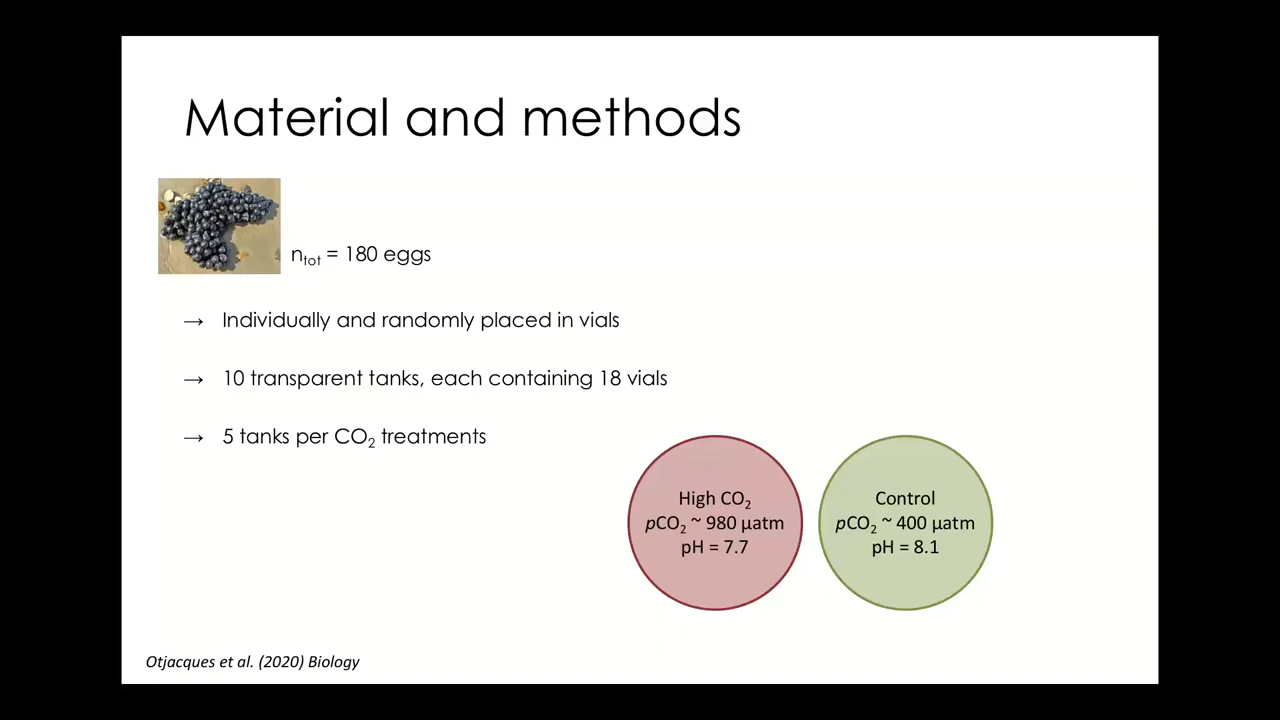 Material and methods
nₜₒₜ = 180 eggs
→ Individually and randomly placed in vials
→ 10 transparent tanks, each containing 18 vials
→ 5 tanks per CO₂ treatments
High CO₂
pCO₂ ~ 980 µatm
pH = 7.7
Control
pCO₂ ~ 400 µatm
pH = 8.1
Otjacques et al. (2020) Biology